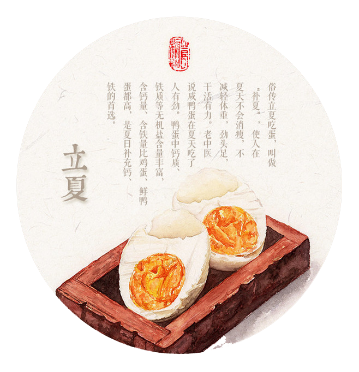 立夏
俗传立夏吃蛋，叫做
“补夏”，使人在
夏天不会消瘦，不
减轻体重，劲头足，
干活有力。老中医
说咸鸭蛋在夏天吃了
人有劲，鸭蛋中钙质、
铁质等无机盐含量丰富，
含钙量、含铁量比鸡蛋、鲜鸭
蛋都高，是夏日补充钙、
铁的首选。